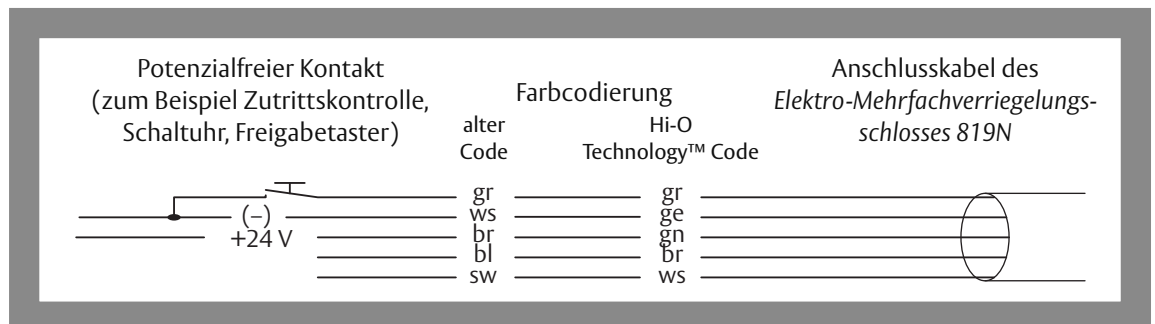 Potenzialfreier Kontakt
(zum Beispiel Zutrittskontrolle,
Schaltuhr, Freigabetaster)
Farbcodierung
alter
Code
Hi-O
Technology™ Code
Anschlusskabel des
Elektro-Mehrfachverriegelungs-
schlosses 819N
gr gr
(–) ws ge
+24 V br gn
bl br
sw ws